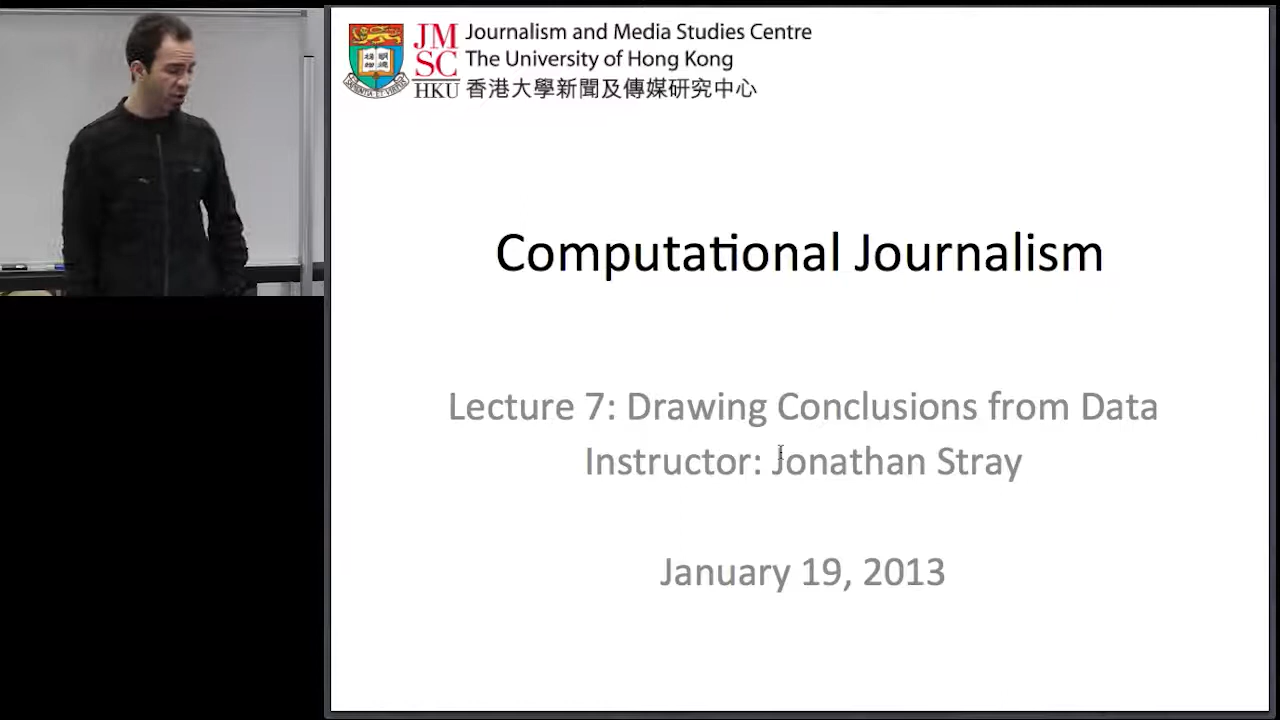 Journalism and Media Studies Centre
The University of Hong Kong
香港大學新聞及傳媒研究中心
JM
SC
HKU
Computational Journalism
Lecture 7: Drawing Conclusions from Data
Instructor: Jonathan Stray
January 19, 2013